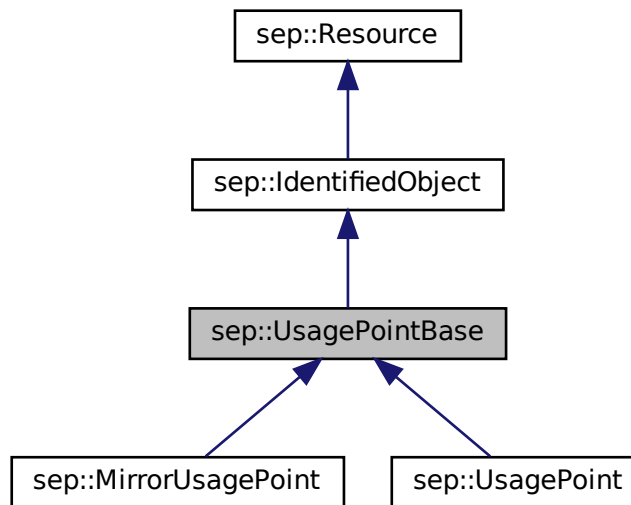 sep::Resource
sep::IdentifiedObject
sep::UsagePointBase
sep::MirrorUsagePoint
sep::UsagePoint